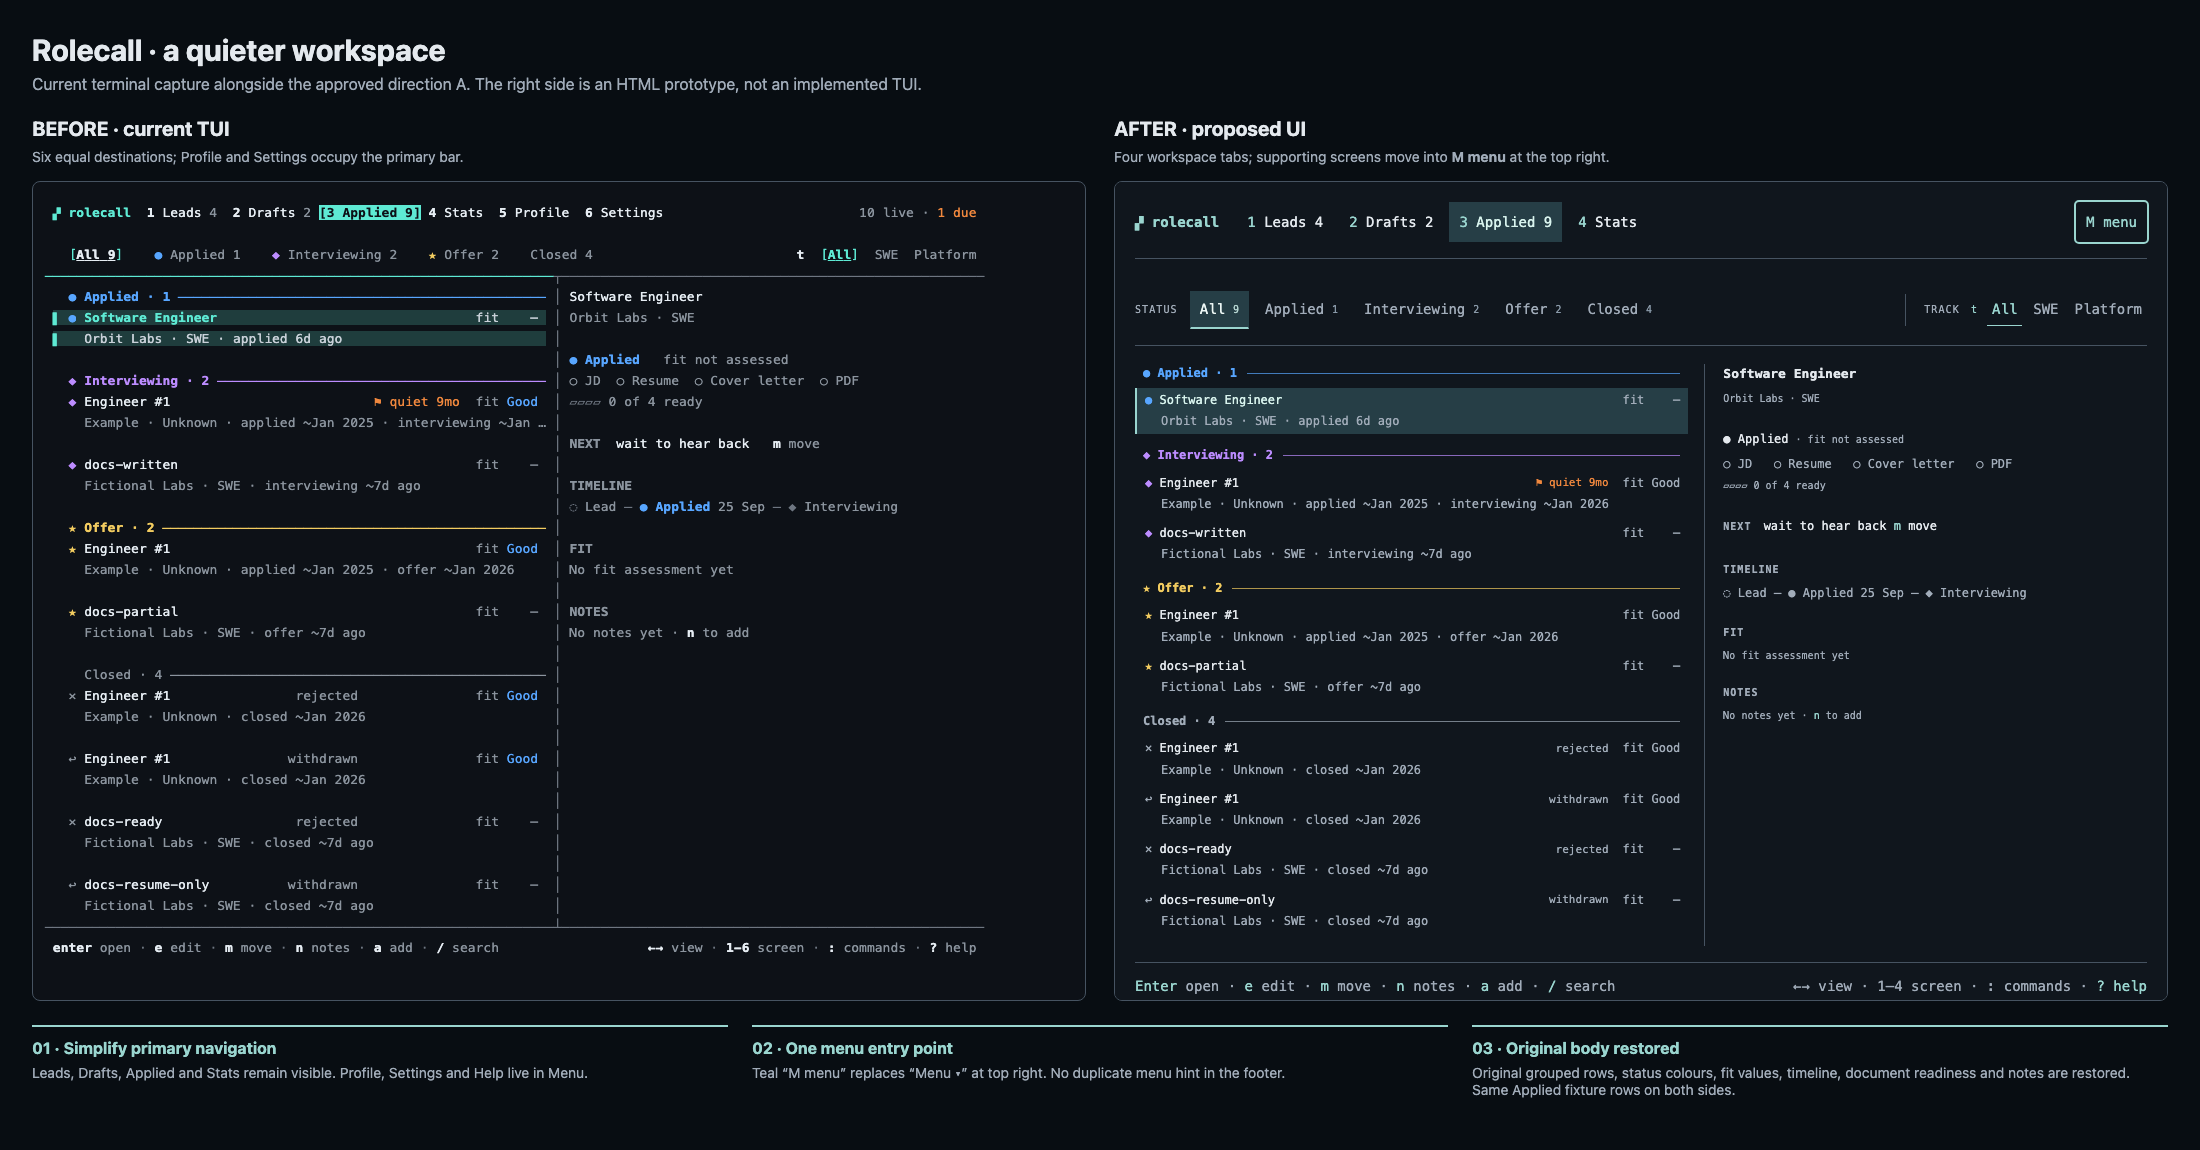 Rolecall · a quieter workspace
Current terminal capture alongside the approved direction A. The right side is an HTML prototype, not an implemented TUI.
BEFORE · current TUI
Six equal destinations; Profile and Settings occupy the primary bar.
rolecall 1 Leads 4 2 Drafts 2 [3 Applied 9] 4 Stats 5 Profile 6 Settings 10 live · 1 due
[All 9] ● Applied 1 ◆ Interviewing 2 ★ Offer 2 Closed 4 t [All] SWE Platform
● Applied · 1
● Software Engineer fit —
Orbit Labs · SWE · applied 6d ago
◆ Interviewing · 2
◆ Engineer #1 ⚑ quiet 9mo fit Good
Example · Unknown · applied ~Jan 2025 · interviewing ~Jan …
◆ docs-written fit —
Fictional Labs · SWE · interviewing ~7d ago
★ Offer · 2
★ Engineer #1 fit Good
Example · Unknown · applied ~Jan 2025 · offer ~Jan 2026
★ docs-partial fit —
Fictional Labs · SWE · offer ~7d ago
Closed · 4
× Engineer #1 rejected fit Good
Example · Unknown · closed ~Jan 2026
↩ Engineer #1 withdrawn fit Good
Example · Unknown · closed ~Jan 2026
× docs-ready rejected fit —
Fictional Labs · SWE · closed ~7d ago
↩ docs-resume-only withdrawn fit —
Fictional Labs · SWE · closed ~7d ago
Software Engineer
Orbit Labs · SWE
● Applied fit not assessed
○ JD ○ Resume ○ Cover letter ○ PDF
▱▱▱▱ 0 of 4 ready
NEXT wait to hear back m move
TIMELINE
◌ Lead — ● Applied 25 Sep — ◆ Interviewing
FIT
No fit assessment yet
NOTES
No notes yet · n to add
enter open · e edit · m move · n notes · a add · / search ←→ view · 1-6 screen · : commands · ? help
AFTER · proposed UI
Four workspace tabs; supporting screens move into M menu at the top right.
rolecall 1 Leads 4 2 Drafts 2 3 Applied 9 4 Stats M menu
STATUS All 9 Applied 1 Interviewing 2 Offer 2 Closed 4 TRACK t All SWE Platform
● Applied · 1
● Software Engineer fit —
Orbit Labs · SWE · applied 6d ago
◆ Interviewing · 2
◆ Engineer #1 ⚑ quiet 9mo fit Good
Example · Unknown · applied ~Jan 2025 · interviewing ~Jan 2026
◆ docs-written fit —
Fictional Labs · SWE · interviewing ~7d ago
★ Offer · 2
★ Engineer #1 fit Good
Example · Unknown · applied ~Jan 2025 · offer ~Jan 2026
★ docs-partial fit —
Fictional Labs · SWE · offer ~7d ago
Closed · 4
× Engineer #1 rejected fit Good
Example · Unknown · closed ~Jan 2026
↩ Engineer #1 withdrawn fit Good
Example · Unknown · closed ~Jan 2026
× docs-ready rejected fit —
Fictional Labs · SWE · closed ~7d ago
↩ docs-resume-only withdrawn fit —
Fictional Labs · SWE · closed ~7d ago
Software Engineer
Orbit Labs · SWE
● Applied · fit not assessed
○ JD ○ Resume ○ Cover letter ○ PDF
▱▱▱▱ 0 of 4 ready
NEXT wait to hear back m move
TIMELINE
◌ Lead — ● Applied 25 Sep — ◆ Interviewing
FIT
No fit assessment yet
NOTES
No notes yet · n to add
Enter open · e edit · m move · n notes · a add · / search ←→ view · 1–4 screen · : commands · ? help
01 · Simplify primary navigation
Leads, Drafts, Applied and Stats remain visible. Profile, Settings and Help live in Menu.
02 · One menu entry point
Teal “M menu” replaces “Menu ▾” at top right. No duplicate menu hint in the footer.
03 · Original body restored
Original grouped rows, status colours, fit values, timeline, document readiness and notes are restored.
Same Applied fixture rows on both sides.